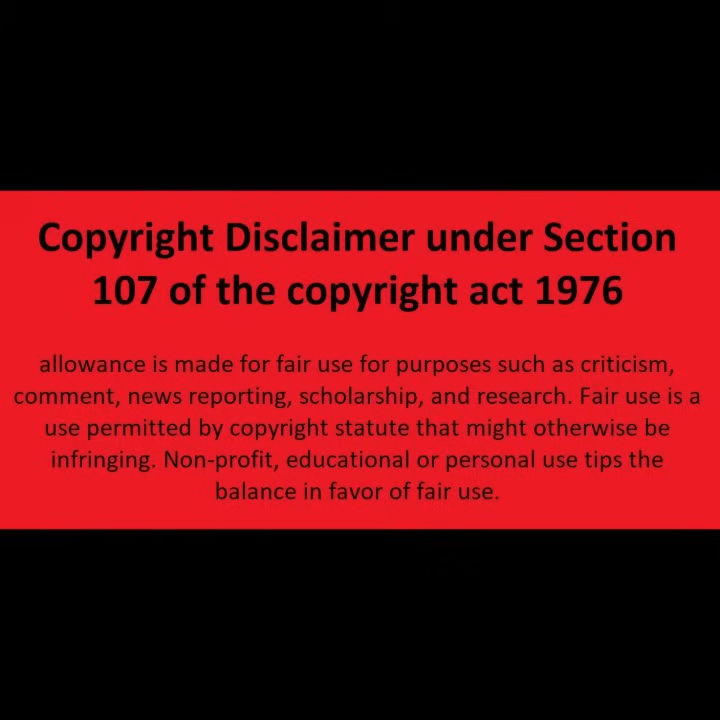 Copyright Disclaimer under Section
107 of the copyright act 1976
allowance is made for fair use for purposes such as criticism,
comment, news reporting, scholarship, and research. Fair use is a
use permitted by copyright statute that might otherwise be
infringing. Non-profit, educational or personal use tips the
balance in favor of fair use.